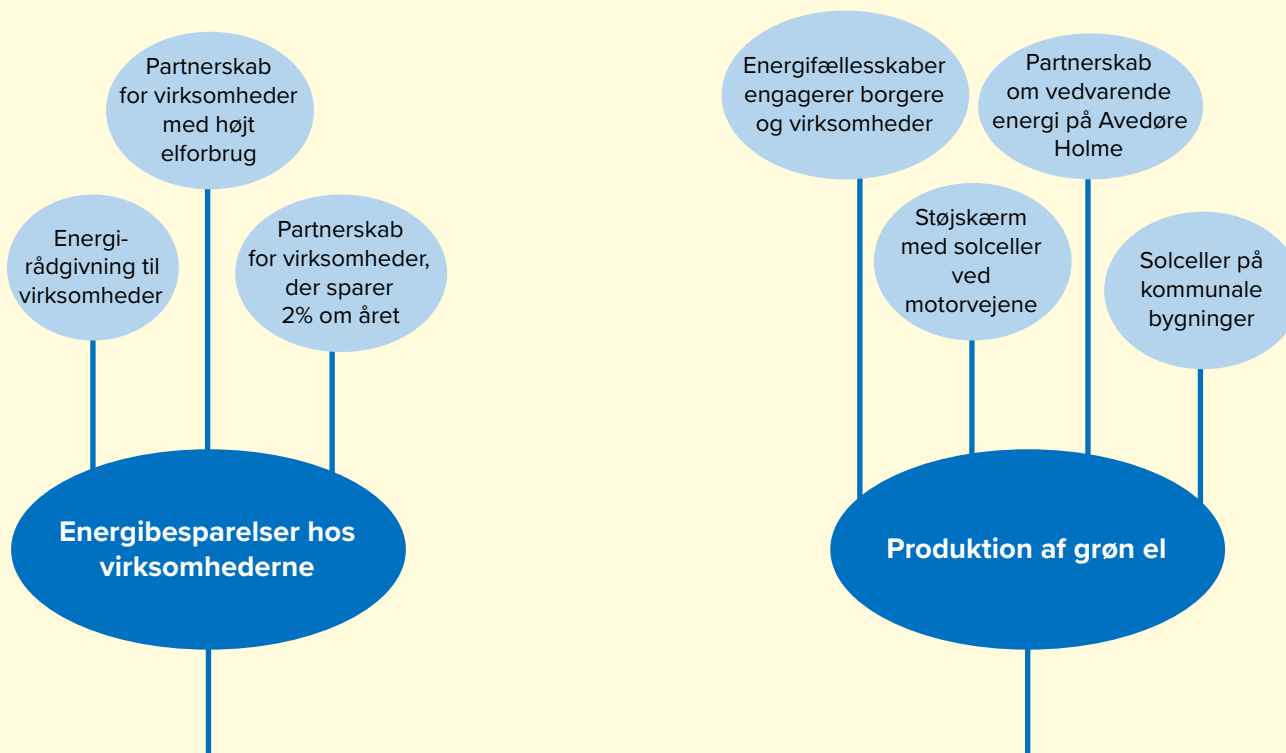 Partnerskab
for virksomheder
med højt
elforbrug
Energi-
rådgivning til
virksomheder
Partnerskab
for virksomheder,
der sparer
2% om året
Energibesparelser hos
virksomhederne
Energifællesskaber
engagerer borgere
og virksomheder
Partnerskab
om vedvarende
energi på Avedøre
Holme
Støjskærm
med solceller
ved
motorvejene
Solceller på
kommunale
bygninger
Produktion af grøn el